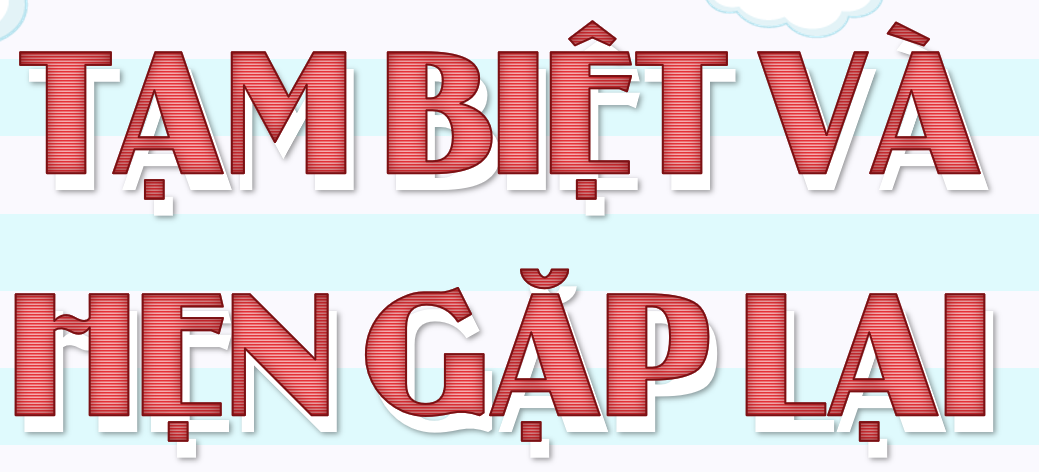 TẠM BIỆT VÀ
HẸN GẶP LẠI